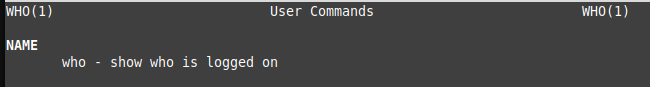 WHO(1) User Commands WHO(1)
NAME
who - show who is logged on